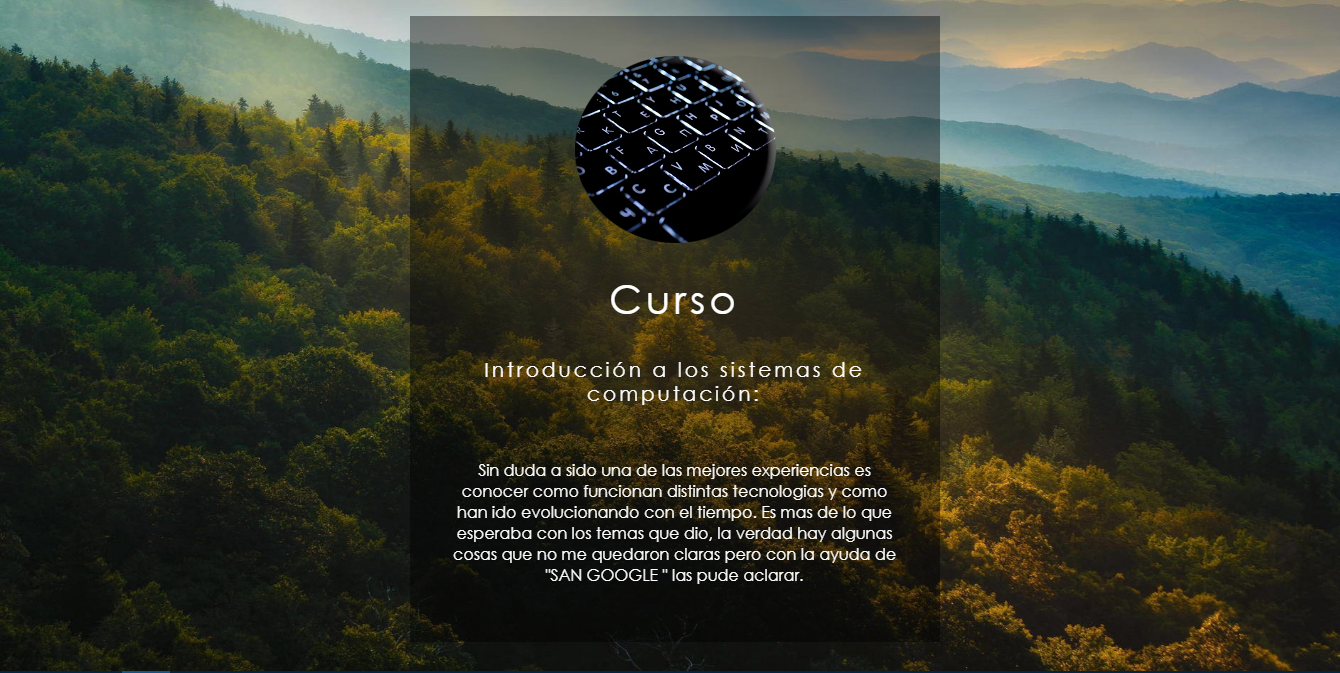 Curso
Introducción a los sistemas de
computación:
Sin duda a sido una de las mejores experiencias es
conocer como funcionan distintas tecnologias y como
han ido evolucionando con el tiempo. Es mas de lo que
esperaba con los temas que dio, la verdad hay algunas
cosas que no me quedaron claras pero con la ayuda de
"SAN GOOGLE " las pude aclarar.